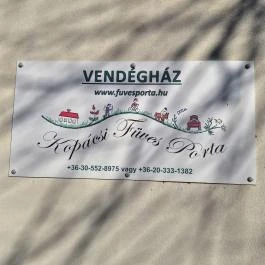 VENDÉGHÁZ
www.fuvesporta.hu
Kopácsi Füves Porta
+36-30-552-8975 vagy +36-20-333-1382